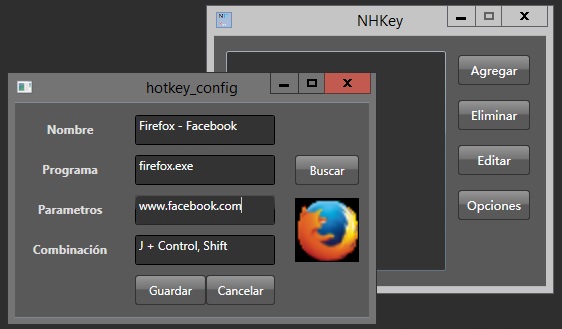 NHKey
Agregar
Eliminar
Editar
Opciones
hotkey_config
Nombre
Firefox - Facebook
Programa
firefox.exe
Buscar
Parametros
www.facebook.com
Combinación
J + Control, Shift
Guardar
Cancelar